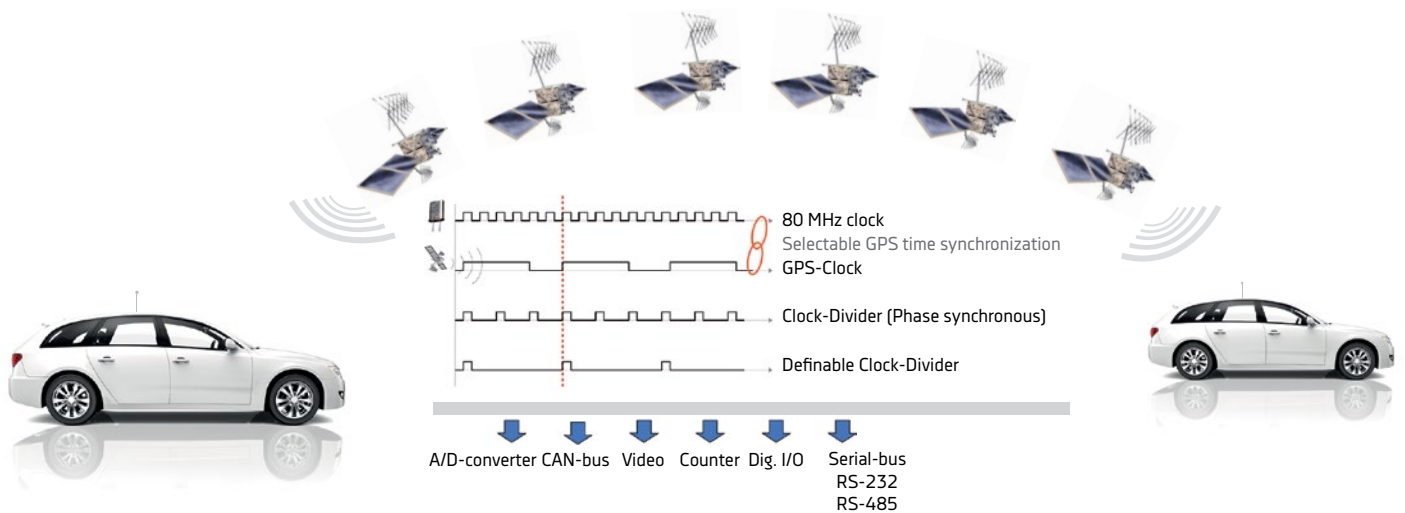 80 MHz clock
Selectable GPS time synchronization
GPS-Clock
Clock-Divider (Phase synchronous)
Definable Clock-Divider
A/D-converter CAN-bus Video Counter Dig. I/O Serial-bus
RS-232
RS-485